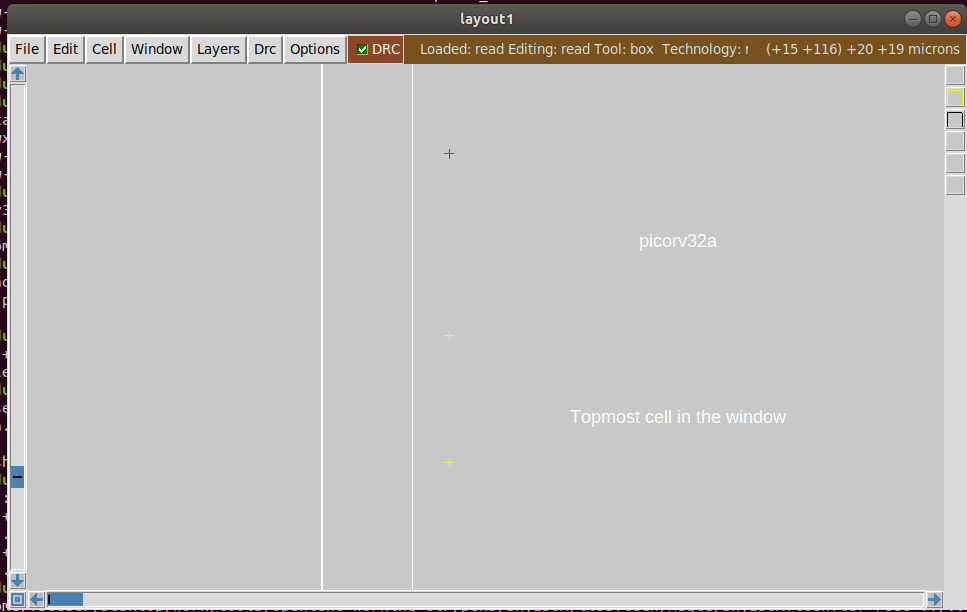 layout1
File Edit Cell Window Layers Drc Options DRC Loaded: read Editing: read Tool: box Technology: (+15 +116) +20 +19 microns
picorv32a
Topmost cell in the window